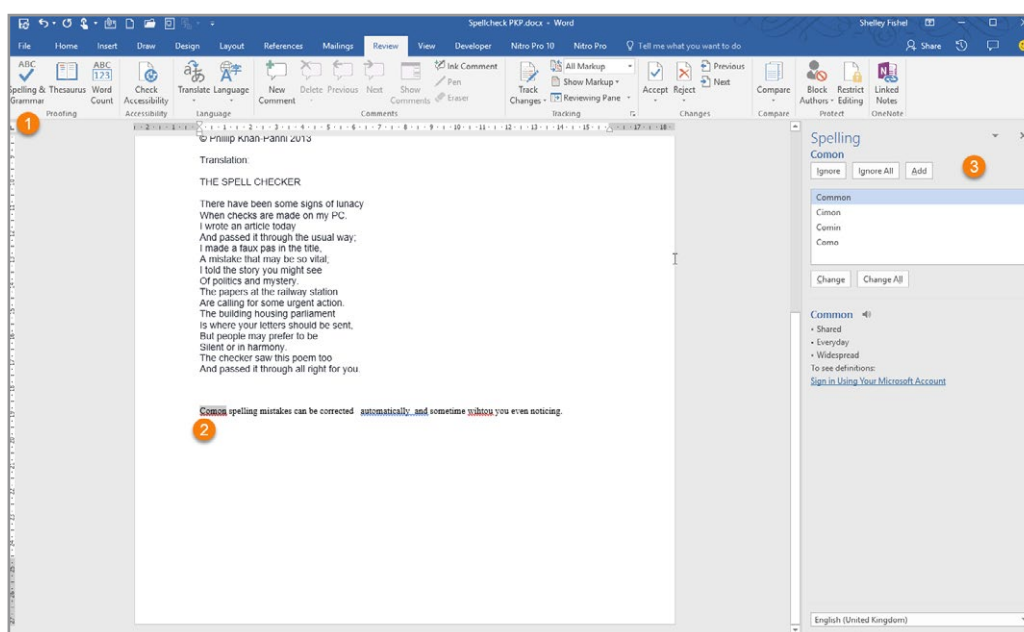 Spellcheck PKP.docx - Word
Shelley Fishel
File Home Insert Draw Design Layout References Mailings Review View Developer Nitro Pro 10 Nitro Pro Tell me what you want to do
Share
ABC
Spelling & Grammar
Thesaurus
ABC
123
Word Count
Proofing
Check Accessibility
Accessibility
Translate
Language
Language
New Comment
Delete
Previous
Next
Show Comments
Ink Comment
Pen
Eraser
Comments
Track Changes
All Markup
Show Markup
Reviewing Pane
Tracking
Accept
Reject
Previous
Next
Changes
Compare
Compare
Block Authors
Restrict Editing
Protect
Linked Notes
OneNote
1
© Phillip Khan-Panni 2013
Translation:
THE SPELL CHECKER
There have been some signs of lunacy
When checks are made on my PC.
I wrote an article today
And passed it through the usual way;
I made a faux pas in the title,
A mistake that may be so vital;
I told the story you might see
Of politics and mystery.
The papers at the railway station
Are calling for some urgent action.
The building housing parliament
Is where your letters should be sent,
But people may prefer to be
Silent or in harmony.
The checker saw this poem too
And passed it through all right for you.
Comon spelling mistakes can be corrected automatically and sometime wihtou you even noticing.
2
Spelling
Comon
3
Ignore Ignore All Add
Common
Cimon
Comin
Como
Change Change All
Common
• Shared
• Everyday
• Widespread
To see definitions:
Sign in Using Your Microsoft Account
English (United Kingdom)